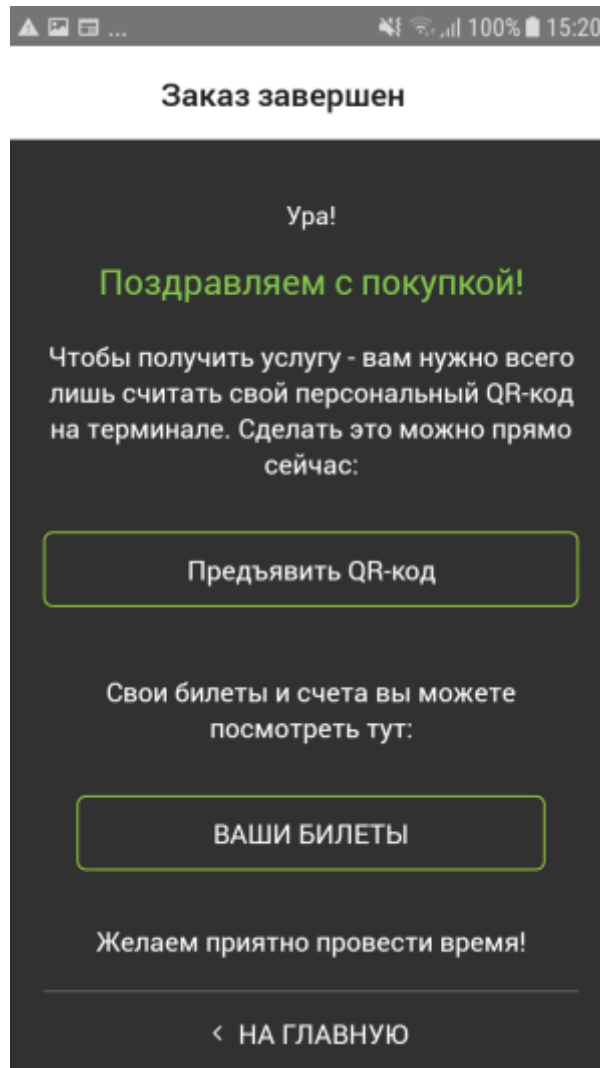 ... 100% 15:20
Заказ завершен
Ура!
Поздравляем с покупкой!
Чтобы получить услугу - вам нужно всего
лишь считать свой персональный QR-код
на терминале. Сделать это можно прямо
сейчас:
Предъявить QR-код
Свои билеты и счета вы можете
посмотреть тут:
ВАШИ БИЛЕТЫ
Желаем приятно провести время!
< НА ГЛАВНУЮ